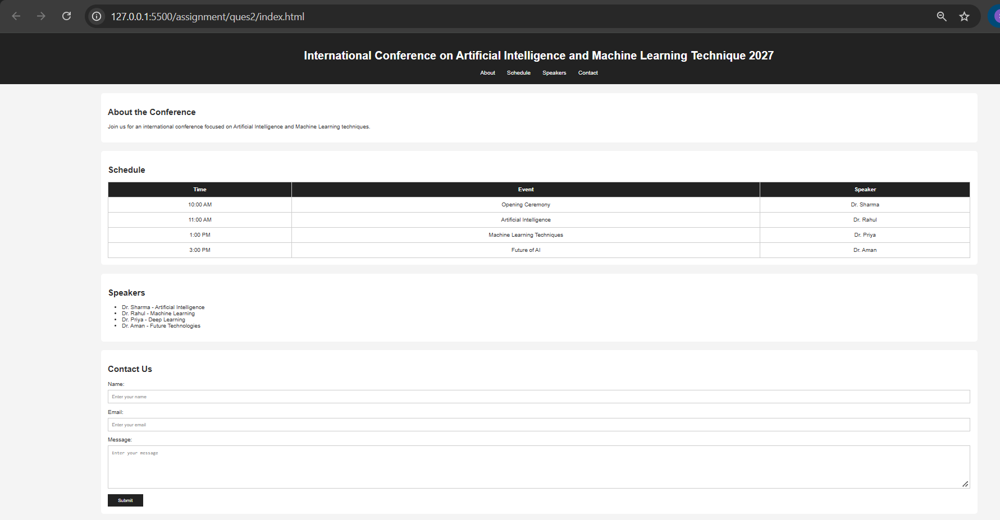 127.0.0.1:5500/assignment/ques2/index.html
International Conference on Artificial Intelligence and Machine Learning Technique 2027
About Schedule Speakers Contact
About the Conference
Join us for an international conference focused on Artificial Intelligence and Machine Learning techniques.
Schedule
Time Event Speaker
10:00 AM Opening Ceremony Dr. Sharma
11:00 AM Artificial Intelligence Dr. Rahul
1:00 PM Machine Learning Techniques Dr. Priya
3:00 PM Future of AI Dr. Aman
Speakers
• Dr. Sharma - Artificial Intelligence
• Dr. Rahul - Machine Learning
• Dr. Priya - Deep Learning
• Dr. Aman - Future Technologies
Contact Us
Name:
Enter your name
Email:
Enter your email
Message:
Enter your message
Submit